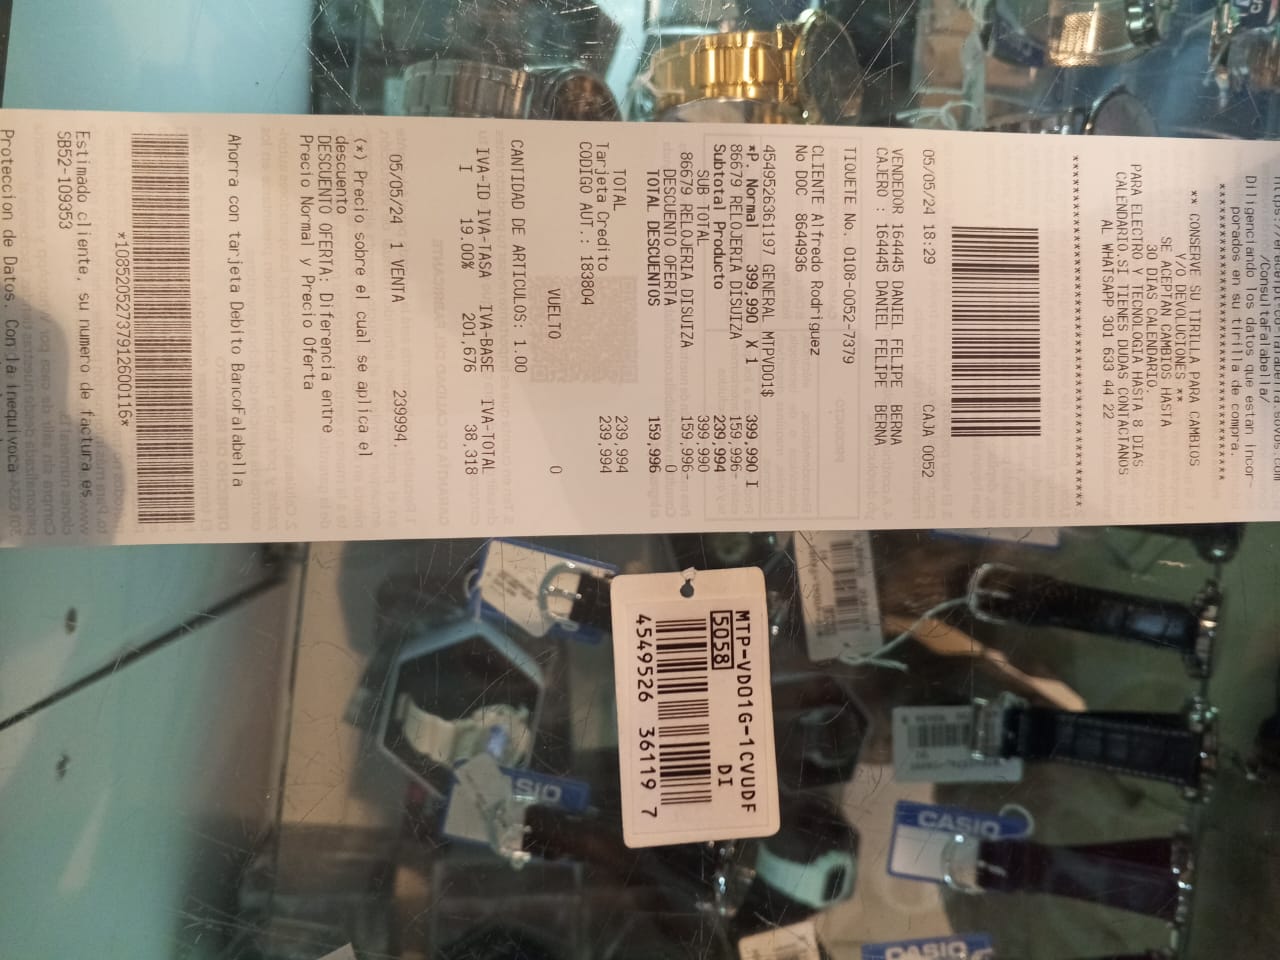 /ConsultaFalabella/
Diligenciando los datos que estan Incor-
porados en su tirilla de compra.
****************************************
** CONSERVE SU TIRILLA PARA CAMBIOS
Y/O DEVOLUCIONES **
SE ACEPTAN CAMBIOS HASTA
30 DIAS CALENDARIO.
PARA ELECTRO Y TECNOLOGIA HASTA 8 DIAS
CALENDARIO.SI TIENES DUDAS CONTACTANOS
AL WHATSAPP 301 633 44 22
****************************************
05/05/24 18:29 CAJA 0052
VENDEDOR 164445 DANIEL FELIPE BERNA
CAJERO : 164445 DANIEL FELIPE BERNA
TIQUETE No. 0108-0052-7379
CLIENTE Alfredo Rodriguez
No DOC 8644936
4549526361197 GENERAL MTPVD01$ 399,990 I
*P. Normal 399,990 X 1
86679 RELOJERIA DISUIZA 159,996-
Subtotal Producto 239,994
SUB TOTAL 399,990
86679 RELOJERIA DISUIZA 159,996-
DESCUENTO OFERTA 0
TOTAL DESCUENTOS 159,996
TOTAL 239,994
Tarjeta Credito 239,994
CODIGO AUT.: 183804
VUELTO 0
CANTIDAD DE ARTICULOS: 1.00
IVA-ID IVA-TASA IVA-BASE IVA-TOTAL
I 19.00% 201,676 38,318
05/05/24 1 VENTA 239994.
(*) Precio sobre el cual se aplica el
descuento
DESCUENTO OFERTA: Diferencia entre
Precio Normal y Precio Oferta
Ahorra con tarjeta Debito BancoFalabella
*10852052737912600116*
Estimado cliente, su numero de factura es
SB52-109353
Proteccion de Datos. Con la inequivoca
MTP-VD01G-1CVUDF
5058 DI
4549526 36119 7
SIO
CASIO
CASIO